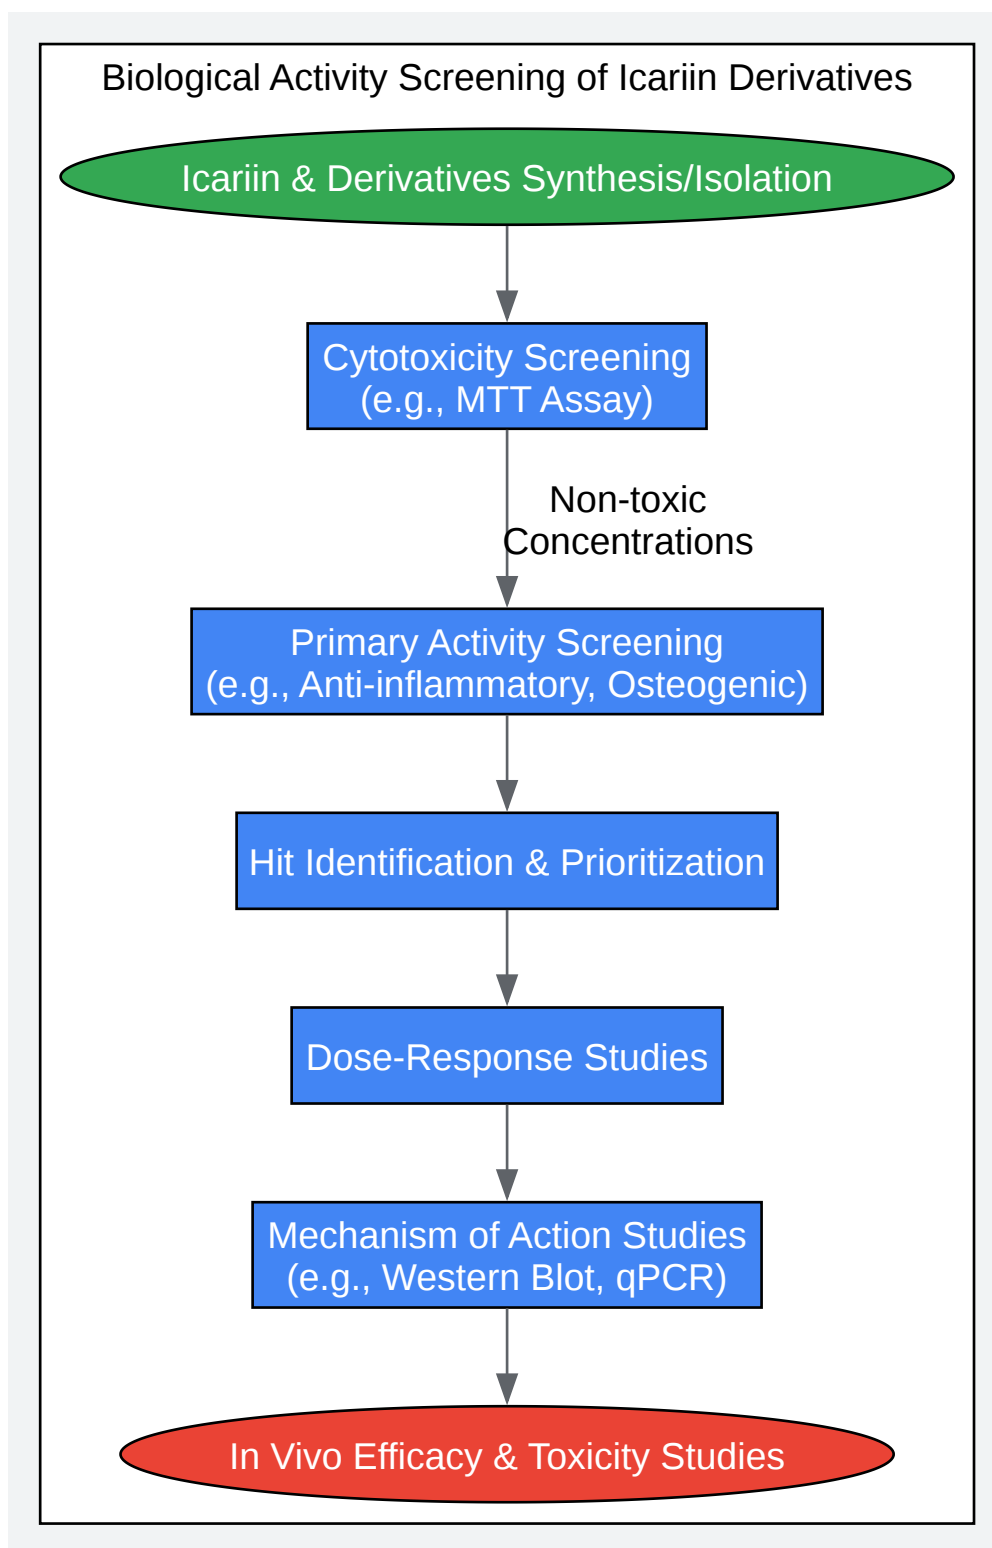 Biological Activity Screening of Icariin Derivatives
Icariin & Derivatives Synthesis/Isolation
Cytotoxicity Screening
(e.g., MTT Assay)
Non-toxic
Concentrations
Primary Activity Screening
(e.g., Anti-inflammatory, Osteogenic)
Hit Identification & Prioritization
Dose-Response Studies
Mechanism of Action Studies
(e.g., Western Blot, qPCR)
In Vivo Efficacy & Toxicity Studies